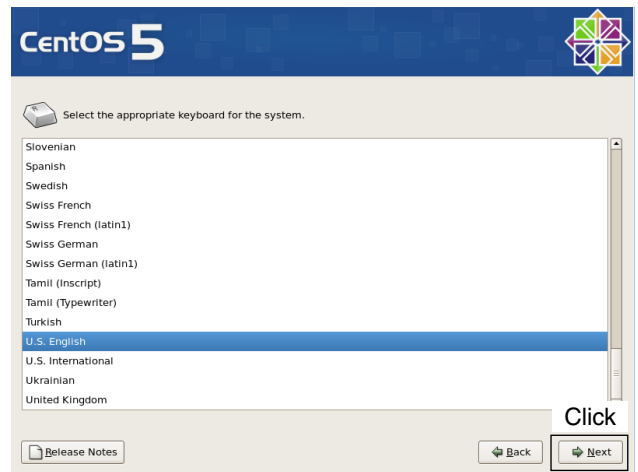 CentOS 5
Select the appropriate keyboard for the system.
Slovenian
Spanish
Swedish
Swiss French
Swiss French (latin1)
Swiss German
Swiss German (latin1)
Tamil (Inscript)
Tamil (Typewriter)
Turkish
U.S. English
U.S. International
Ukrainian
United Kingdom
Click
Release Notes
Back
Next